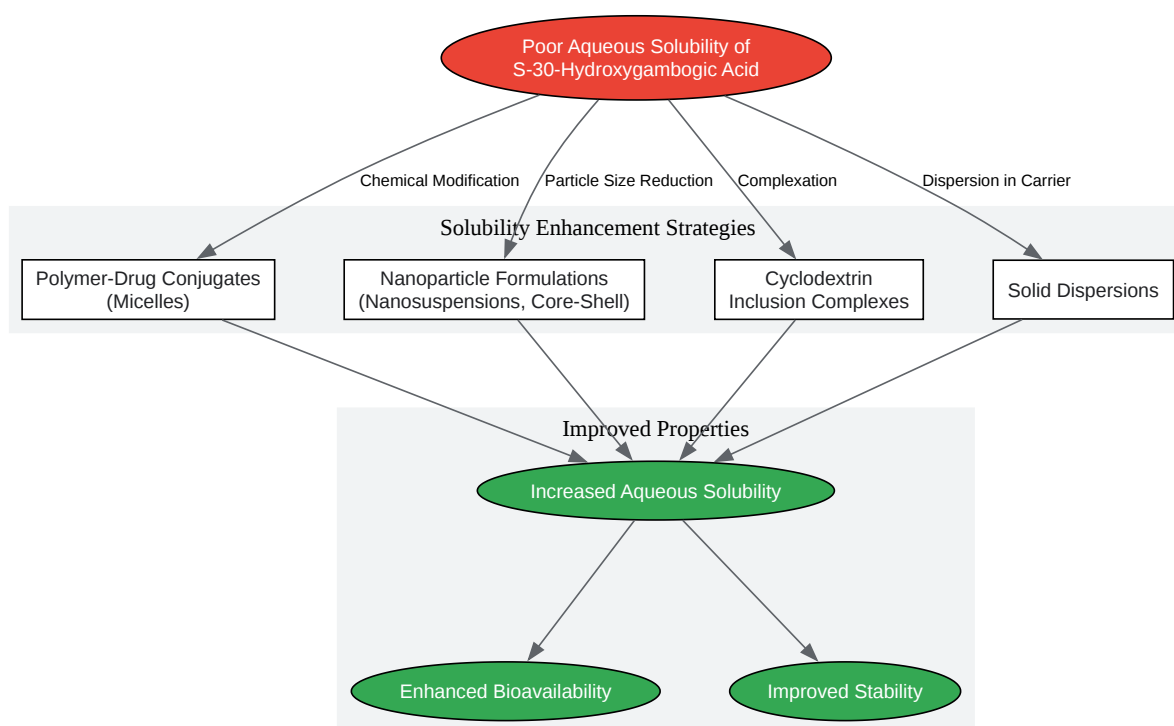 Poor Aqueous Solubility of
S-30-Hydroxygambogic Acid
Chemical Modification
Particle Size Reduction
Complexation
Dispersion in Carrier
Solubility Enhancement Strategies
Polymer-Drug Conjugates
(Micelles)
Nanoparticle Formulations
(Nanosuspensions, Core-Shell)
Cyclodextrin
Inclusion Complexes
Solid Dispersions
Improved Properties
Increased Aqueous Solubility
Enhanced Bioavailability
Improved Stability